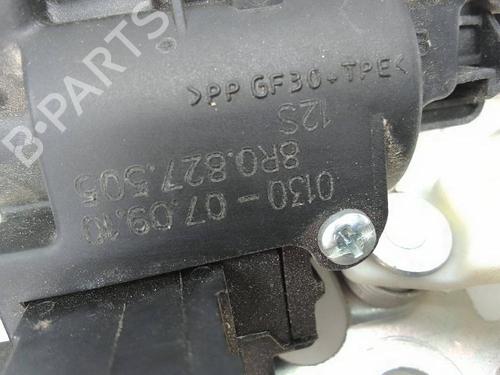 B-PARTS
>PP GF30+TPE<
12S
8R0.827.505
0130-07.09.10
B